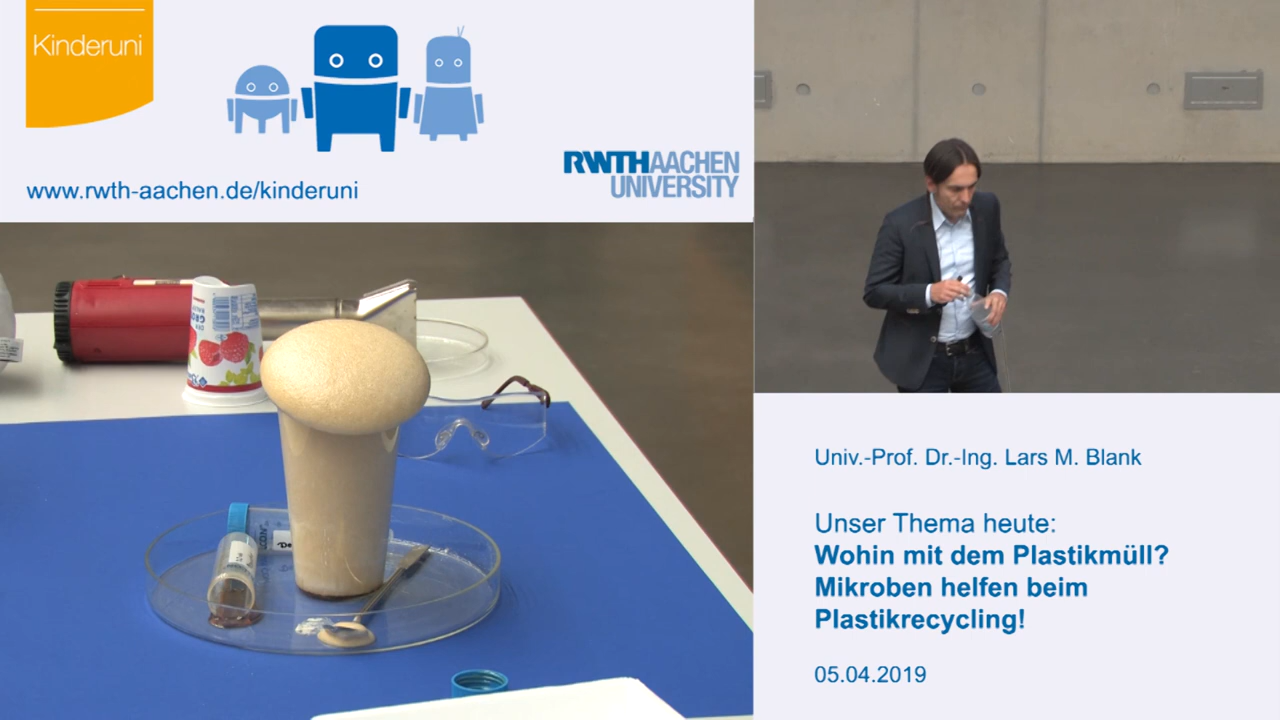 Kinderuni
www.rwth-aachen.de/kinderuni
RWTHAACHEN
UNIVERSITY
Univ.-Prof. Dr.-Ing. Lars M. Blank
Unser Thema heute:
Wohin mit dem Plastikmüll?
Mikroben helfen beim
Plastikrecycling!
05.04.2019